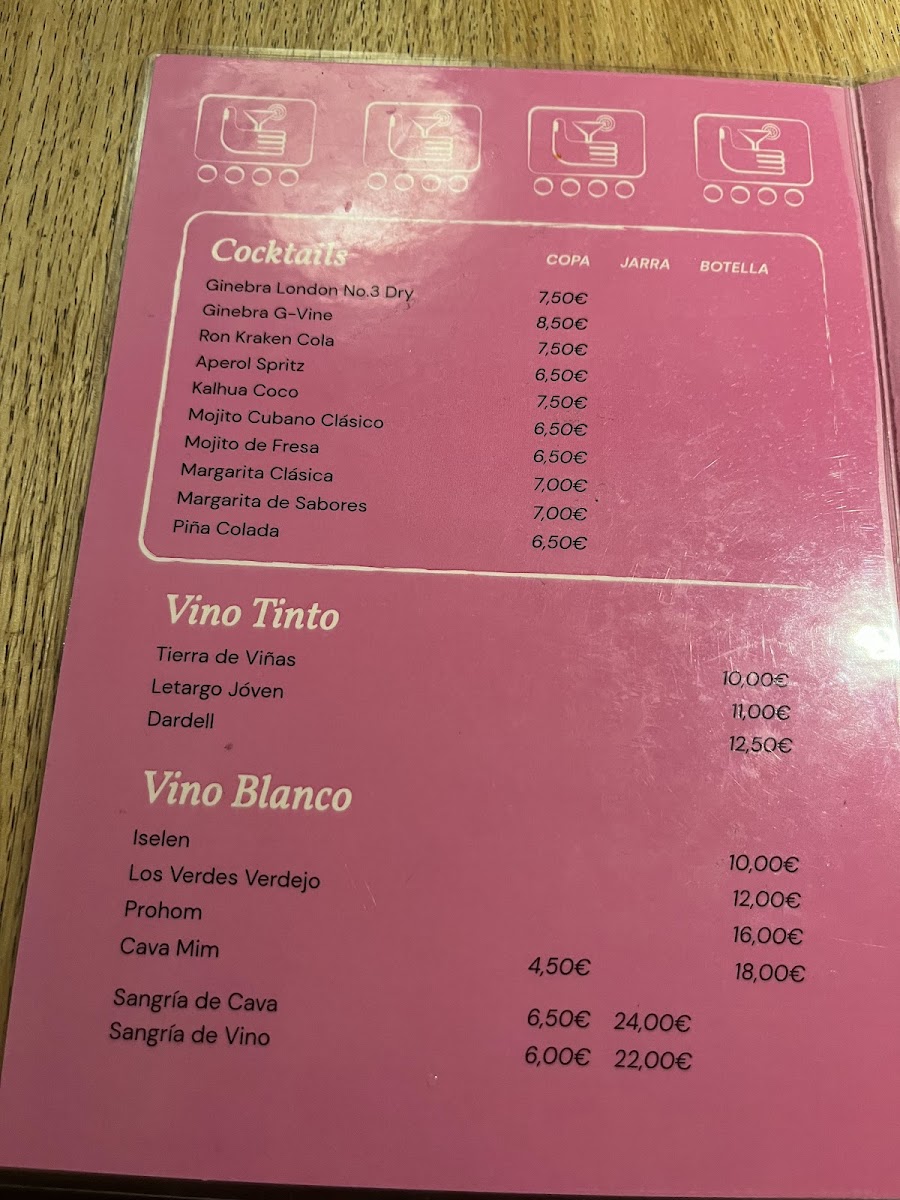 Cocktails COPA JARRA BOTELLA
Ginebra London No.3 Dry 7,50€
Ginebra G-Vine 8,50€
Ron Kraken Cola 7,50€
Aperol Spritz 6,50€
Kalhua Coco 7,50€
Mojito Cubano Clásico 6,50€
Mojito de Fresa 6,50€
Margarita Clásica 7,00€
Margarita de Sabores 7,00€
Piña Colada 6,50€
Vino Tinto
Tierra de Viñas 10,00€
Letargo Jóven 11,00€
Dardell 12,50€
Vino Blanco
Iselen 10,00€
Los Verdes Verdejo 12,00€
Prohom 16,00€
Cava Mim 4,50€ 18,00€
Sangría de Cava 6,50€ 24,00€
Sangría de Vino 6,00€ 22,00€